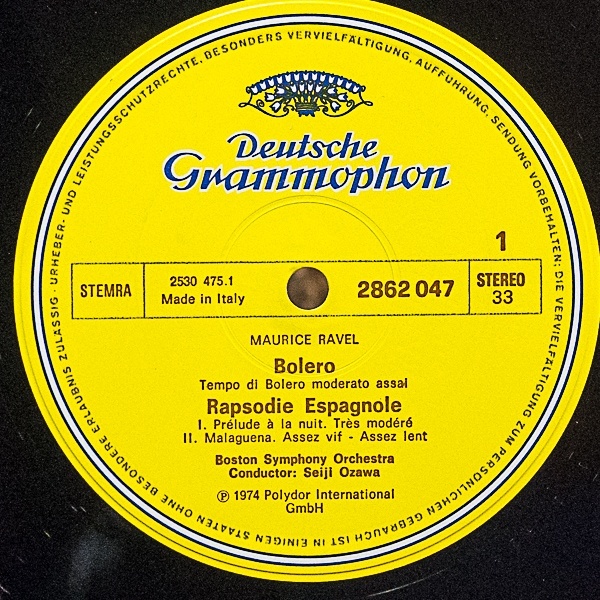 URHEBER- UND LEISTUNGSSCHUTZRECHTE, BESONDERS VERVIELFÄLTIGUNG, AUFFÜHRUNG, SENDUNG VORBEHALTEN; DIE VERVIELFÄLTIGUNG ZUM PERSÖNLICHEN GEBRAUCH IST IN EINIGEN STAATEN OHNE BESONDERE ERLAUBNIS ZULÄSSIG ·
Deutsche
Grammophon
1
STEMRA
2530 475.1
Made in Italy
2862 047
STEREO
33
MAURICE RAVEL
Bolero
Tempo di Bolero moderato assai
Rapsodie Espagnole
I. Prélude à la nuit. Très modéré
II. Malaguena. Assez vif - Assez lent
Boston Symphony Orchestra
Conductor: Seiji Ozawa
℗ 1974 Polydor International
GmbH